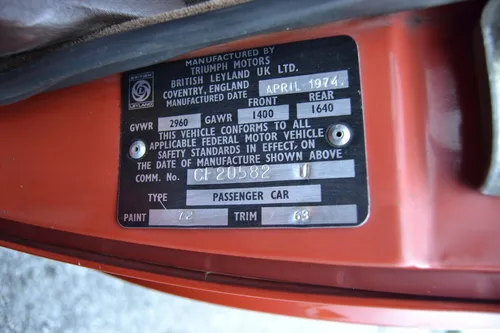 MANUFACTURED BY
TRIUMPH MOTORS
BRITISH LEYLAND UK LTD.
COVENTRY, ENGLAND
MANUFACTURED DATE APRIL 1974.
LEYLAND
FRONT REAR
GVWR 2960 GAWR 1400 1640
THIS VEHICLE CONFORMS TO ALL
APPLICABLE FEDERAL MOTOR VEHICLE
SAFETY STANDARDS IN EFFECT, ON
THE DATE OF MANUFACTURE SHOWN ABOVE
COMM. No. CF20582 U
TYPE PASSENGER CAR
PAINT 72 TRIM 63